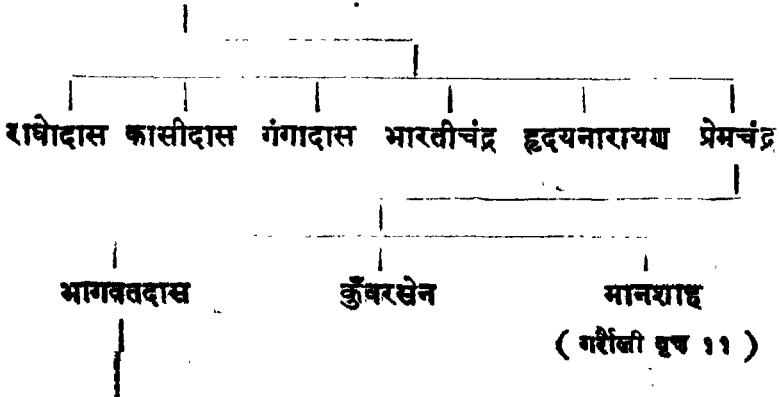 राघोदास कासीदास गंगादास भारतीचंद्र हृदयनारायण प्रेमचंद्र
भागवतदास कुँवरसेन मानशाह
( गर्रौली वृक्ष ११ )